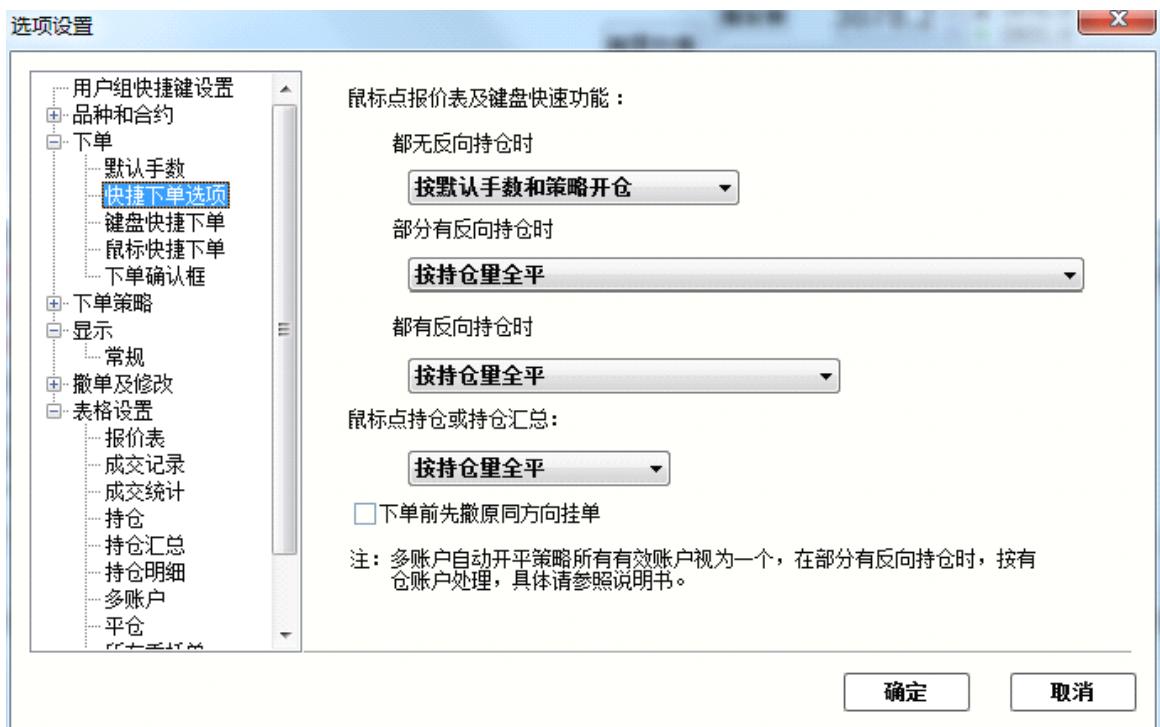 选项设置
用户组快捷键设置
品种和合约
下单
默认手数
快捷下单选项
键盘快捷下单
鼠标快捷下单
下单确认框
下单策略
显示
常规
撤单及修改
表格设置
报价表
成交记录
成交统计
持仓
持仓汇总
持仓明细
多账户
平仓
鼠标点报价表及键盘快速功能：
都无反向持仓时
按默认手数和策略开仓
部分有反向持仓时
按持仓量全平
都有反向持仓时
按持仓量全平
鼠标点持仓或持仓汇总：
按持仓量全平
下单前先撤原同方向挂单
注：多账户自动开平策略所有有效账户视为一个，在部分有反向持仓时，按有
仓账户处理，具体请参照说明书。
确定
取消